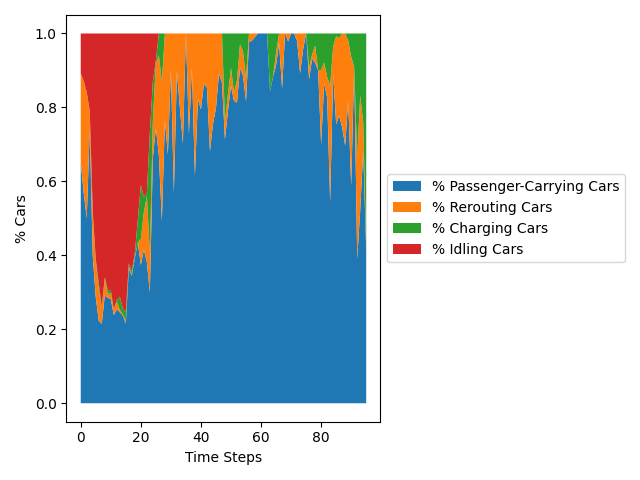 1.0
0.8
0.6
0.4
0.2
0.0
% Cars
0 20 40 60 80
Time Steps
% Passenger-Carrying Cars
% Rerouting Cars
% Charging Cars
% Idling Cars